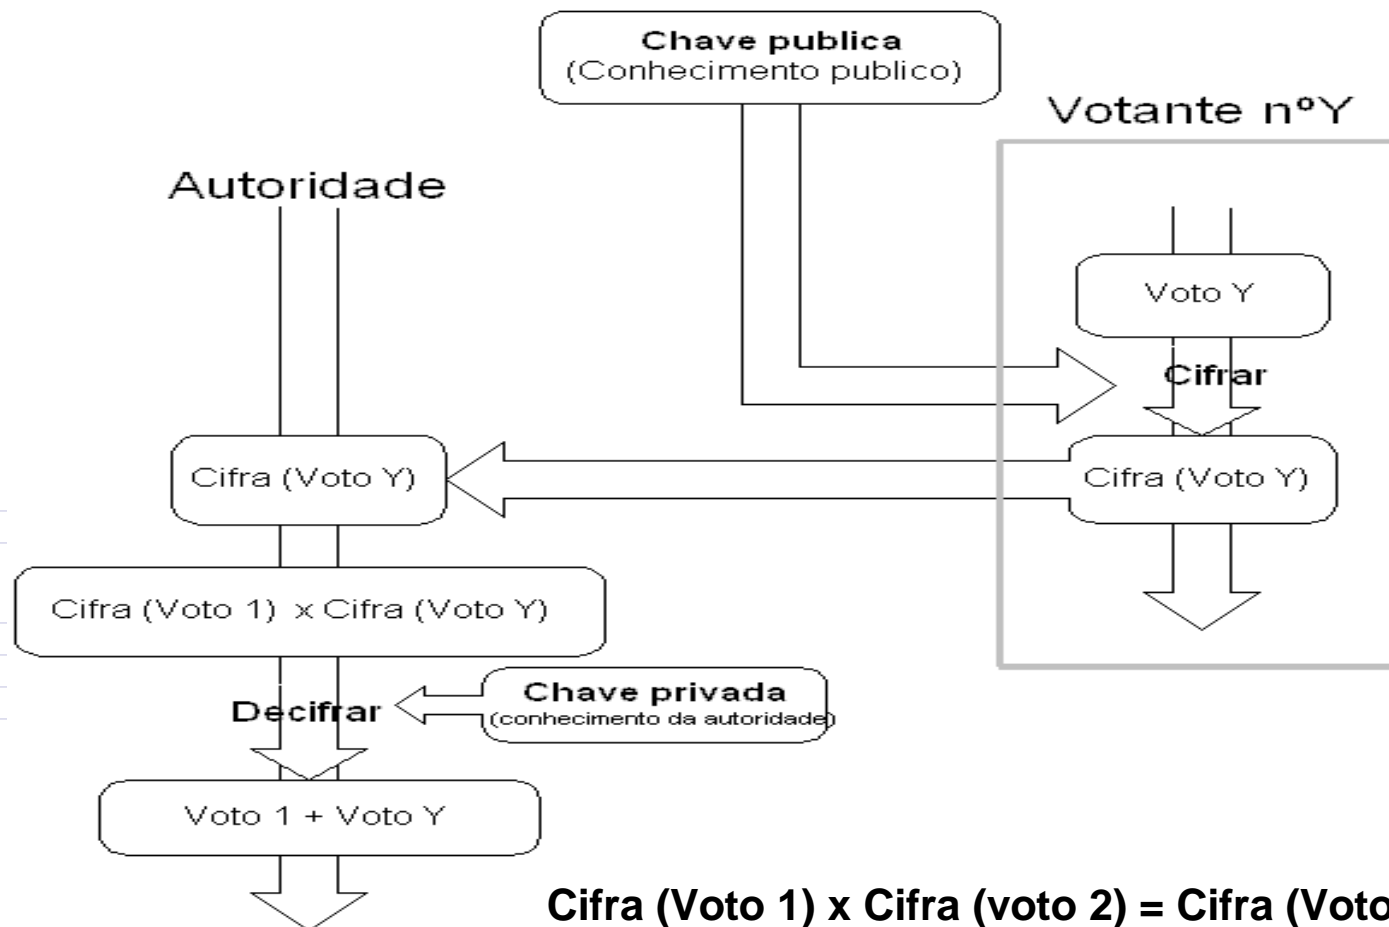 Chave publica
(Conhecimento publico)
Votante nºY
Autoridade
Voto Y
Cifrar
Cifra (Voto Y)
Cifra (Voto Y)
Cifra (Voto 1) x Cifra (Voto Y)
Chave privada
(conhecimento da autoridade)
Decifrar
Voto 1 + Voto Y
Cifra (Voto 1) x Cifra (voto 2) = Cifra (Voto